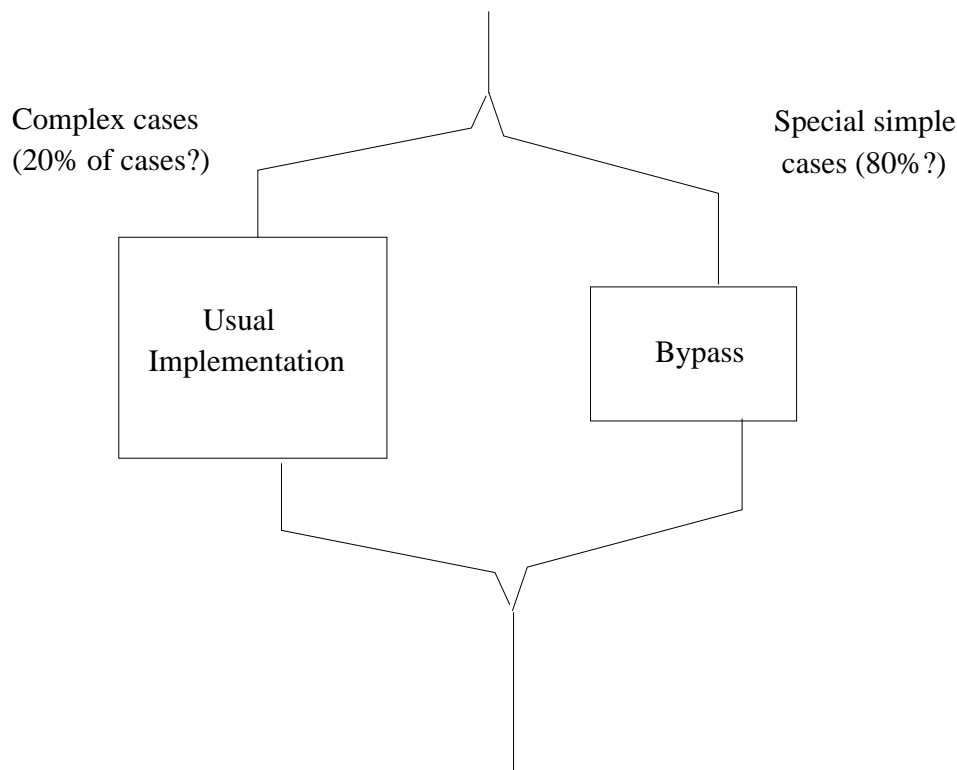 Complex cases
(20% of cases?)
Special simple
cases (80%?)
Usual
Implementation
Bypass